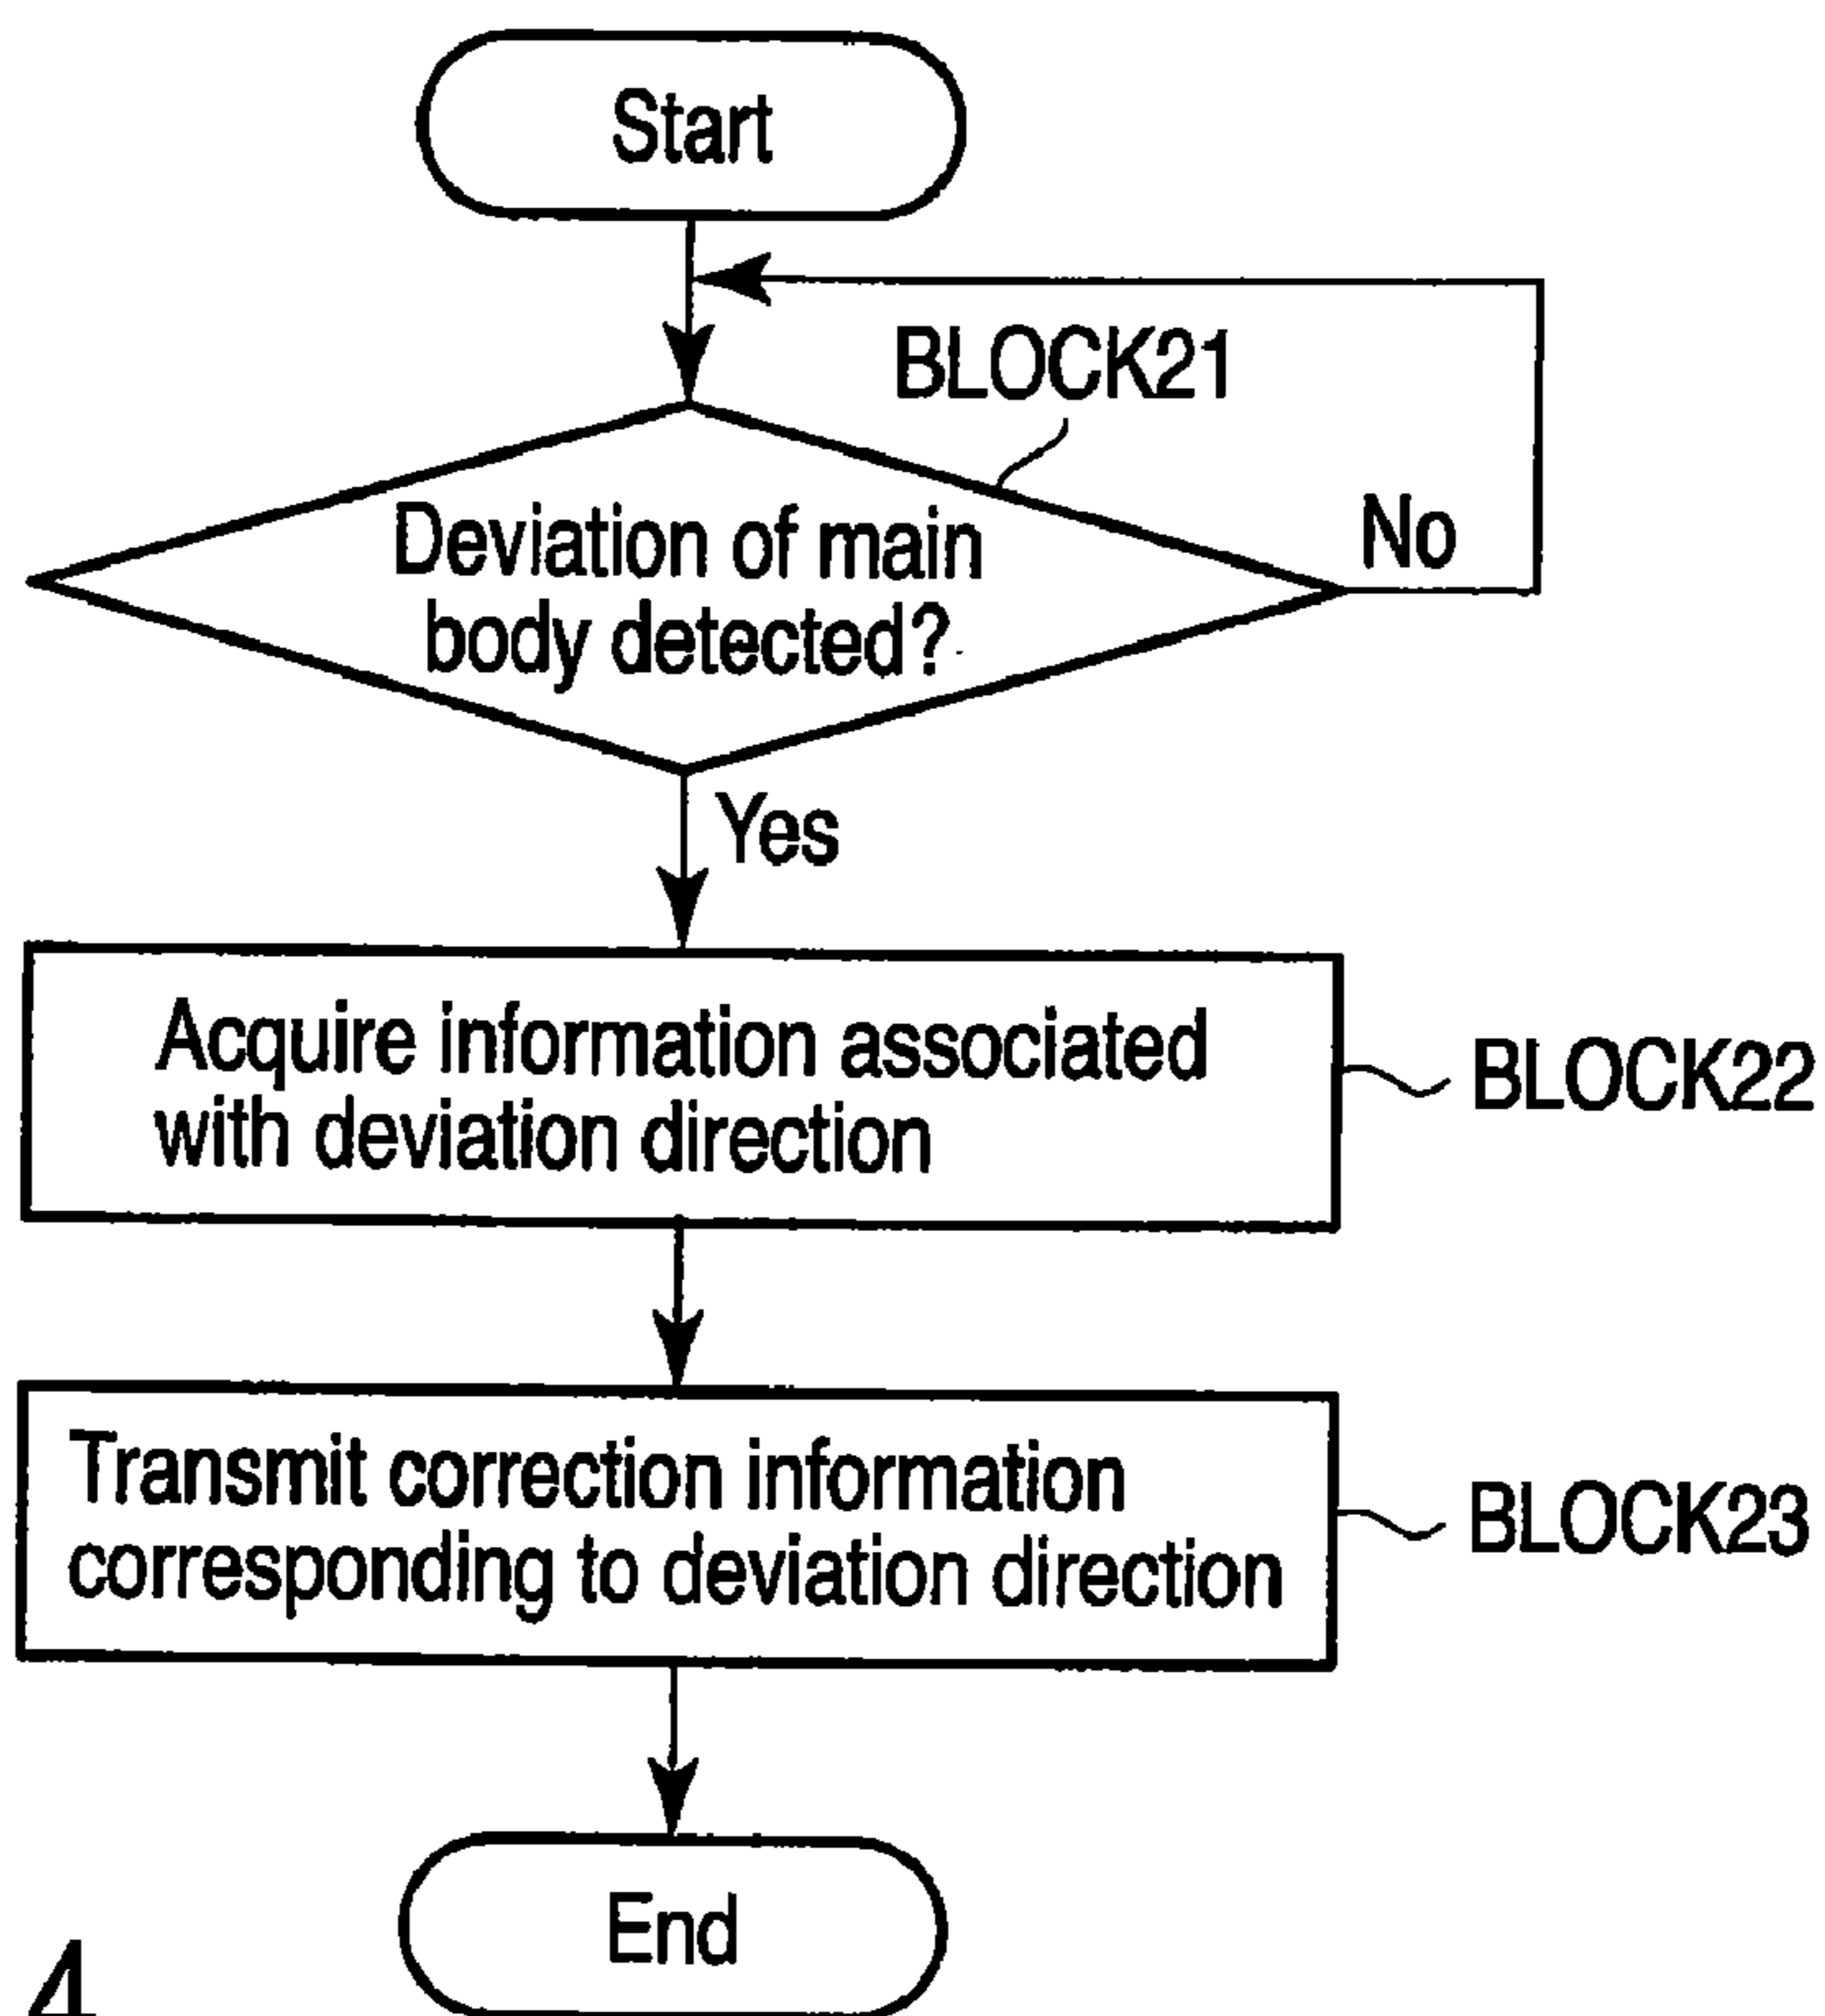 Start
BLOCK21
Deviation of main
body detected?
No
Yes
Acquire information associated
with deviation direction
BLOCK22
Transmit correction information
corresponding to deviation direction
BLOCK23
End
4